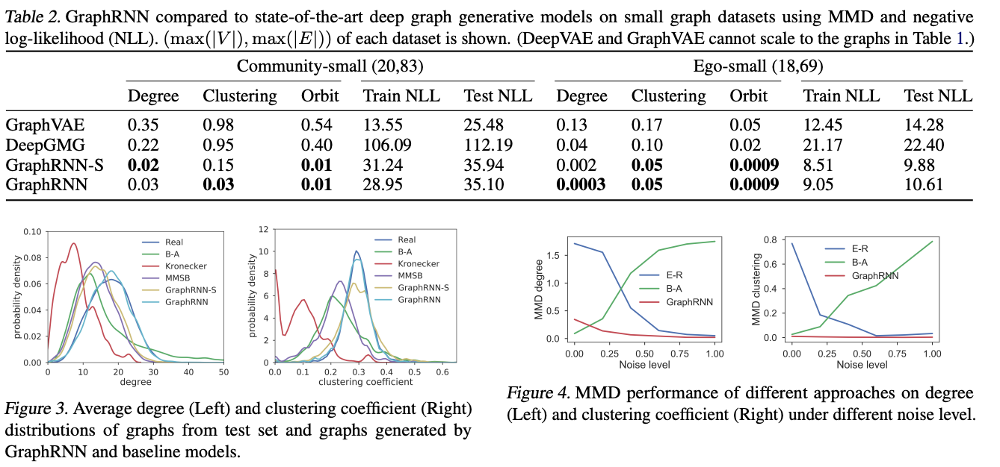 Table 2. GraphRNN compared to state-of-the-art deep graph generative models on small graph datasets using MMD and negative
log-likelihood (NLL). (max(|V|), max(|E|)) of each dataset is shown. (DeepVAE and GraphVAE cannot scale to the graphs in Table 1.)
Community-small (20,83) Ego-small (18,69)
Degree Clustering Orbit Train NLL Test NLL Degree Clustering Orbit Train NLL Test NLL
GraphVAE 0.35 0.98 0.54 13.55 25.48 0.13 0.17 0.05 12.45 14.28
DeepGMG 0.22 0.95 0.40 106.09 112.19 0.04 0.10 0.02 21.17 22.40
GraphRNN-S 0.02 0.15 0.01 31.24 35.94 0.002 0.05 0.0009 8.51 9.88
GraphRNN 0.03 0.03 0.01 28.95 35.10 0.0003 0.05 0.0009 9.05 10.61
probability density
0.10
0.08
0.06
0.04
0.02
0.00
Real
B-A
Kronecker
MMSB
GraphRNN-S
GraphRNN
0 10 20 30 40 50
degree
probability density
12
10
8
6
4
2
0
Real
B-A
Kronecker
MMSB
GraphRNN-S
GraphRNN
0.0 0.1 0.2 0.3 0.4 0.5 0.6
clustering coefficient
Figure 3. Average degree (Left) and clustering coefficient (Right)
distributions of graphs from test set and graphs generated by
GraphRNN and baseline models.
MMD degree
1.5
1.0
0.5
0.0
E-R
B-A
GraphRNN
0.00 0.25 0.50 0.75 1.00
Noise level
MMD clustering
0.8
0.6
0.4
0.2
0.0
E-R
B-A
GraphRNN
0.00 0.25 0.50 0.75 1.00
Noise level
Figure 4. MMD performance of different approaches on degree
(Left) and clustering coefficient (Right) under different noise level.